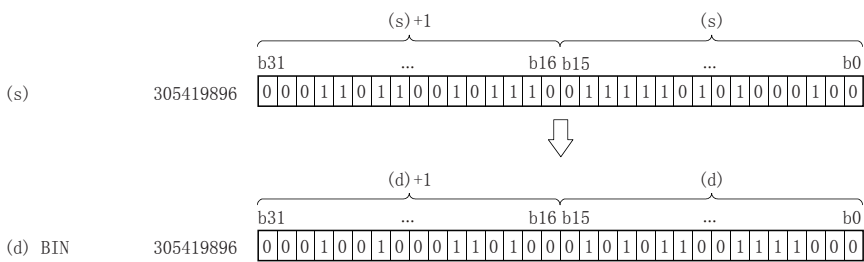 (s)+1 (s)
b31 ... b16 b15 ... b0
(s) 305419896 0 0 0 1 1 0 1 1 0 0 1 0 1 1 1 0 0 1 1 1 1 1 0 1 0 1 0 0 0 1 0 0
(d)+1 (d)
b31 ... b16 b15 ... b0
(d) BIN 305419896 0 0 0 1 0 0 1 0 0 0 1 1 0 1 0 0 0 1 0 1 0 1 1 0 0 1 1 1 1 0 0 0